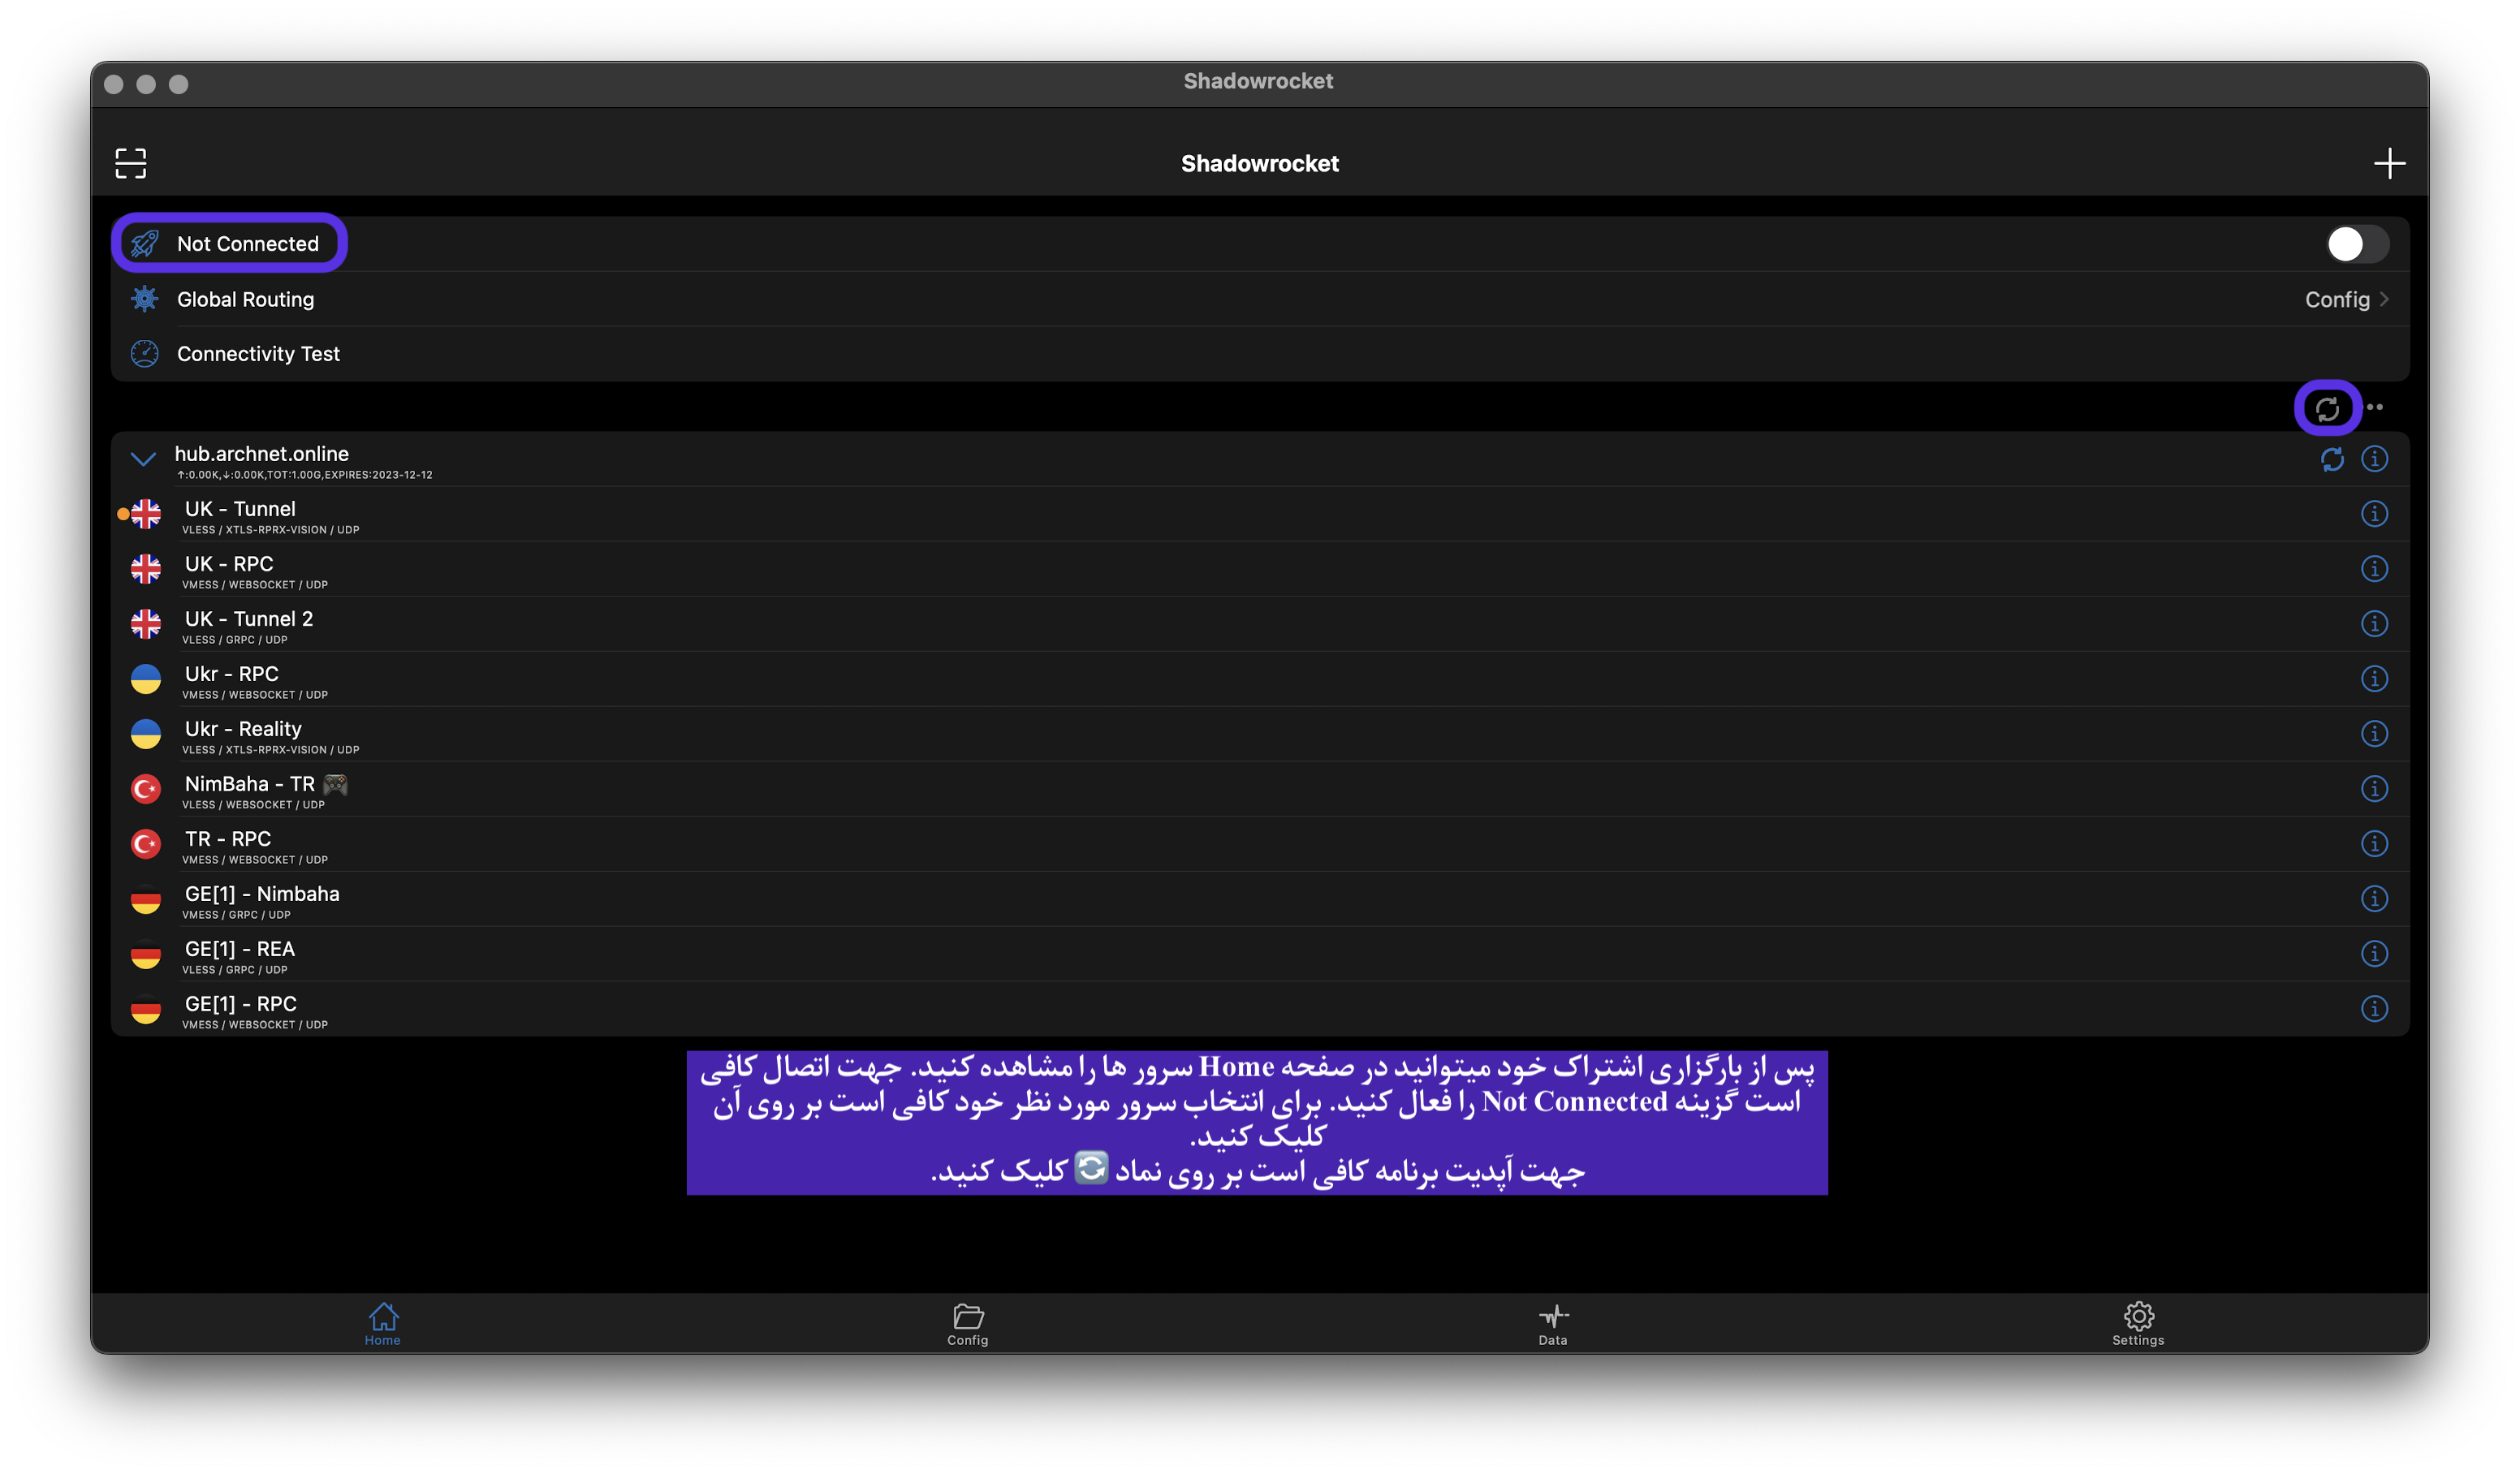 Shadowrocket
Shadowrocket
Not Connected
Global Routing
Config
Connectivity Test
hub.archnet.online
↑:0.00K,↓:0.00K,TOT:1.00G,EXPIRES:2023-12-12
UK - Tunnel
VLESS / XTLS-RPRX-VISION / UDP
UK - RPC
VMESS / WEBSOCKET / UDP
UK - Tunnel 2
VLESS / GRPC / UDP
Ukr - RPC
VMESS / WEBSOCKET / UDP
Ukr - Reality
VLESS / XTLS-RPRX-VISION / UDP
NimBaha - TR 🎮
VLESS / WEBSOCKET / UDP
TR - RPC
VMESS / WEBSOCKET / UDP
GE[1] - Nimbaha
VMESS / GRPC / UDP
GE[1] - REA
VLESS / GRPC / UDP
GE[1] - RPC
VMESS / WEBSOCKET / UDP
پس از بارگزاری اشتراک خود میتوانید در صفحه Home سرور ها را مشاهده کنید. جهت اتصال کافی
است گزینه Not Connected را فعال کنید. برای انتخاب سرور مورد نظر خود کافی است بر روی آن
کلیک کنید.
جهت آپدیت برنامه کافی است بر روی نماد 🔄 کلیک کنید.
Home
Config
Data
Settings